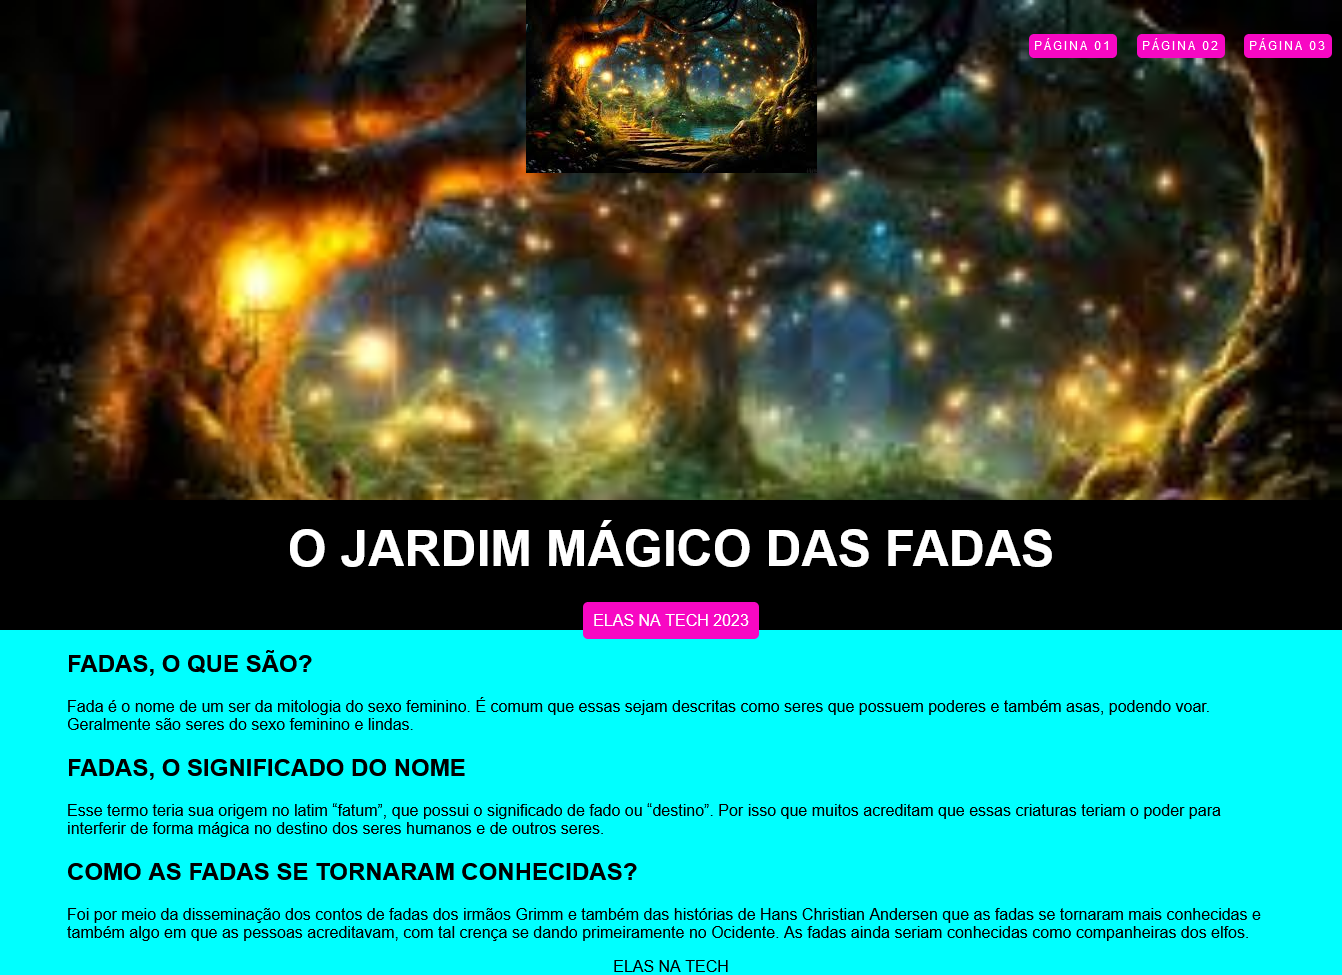 PÁGINA 01 PÁGINA 02 PÁGINA 03
O JARDIM MÁGICO DAS FADAS
ELAS NA TECH 2023
FADAS, O QUE SÃO?
Fada é o nome de um ser da mitologia do sexo feminino. É comum que essas sejam descritas como seres que possuem poderes e também asas, podendo voar.
Geralmente são seres do sexo feminino e lindas.
FADAS, O SIGNIFICADO DO NOME
Esse termo teria sua origem no latim “fatum”, que possui o significado de fado ou “destino”. Por isso que muitos acreditam que essas criaturas teriam o poder para
interferir de forma mágica no destino dos seres humanos e de outros seres.
COMO AS FADAS SE TORNARAM CONHECIDAS?
Foi por meio da disseminação dos contos de fadas dos irmãos Grimm e também das histórias de Hans Christian Andersen que as fadas se tornaram mais conhecidas e
também algo em que as pessoas acreditavam, com tal crença se dando primeiramente no Ocidente. As fadas ainda seriam conhecidas como companheiras dos elfos.
ELAS NA TECH